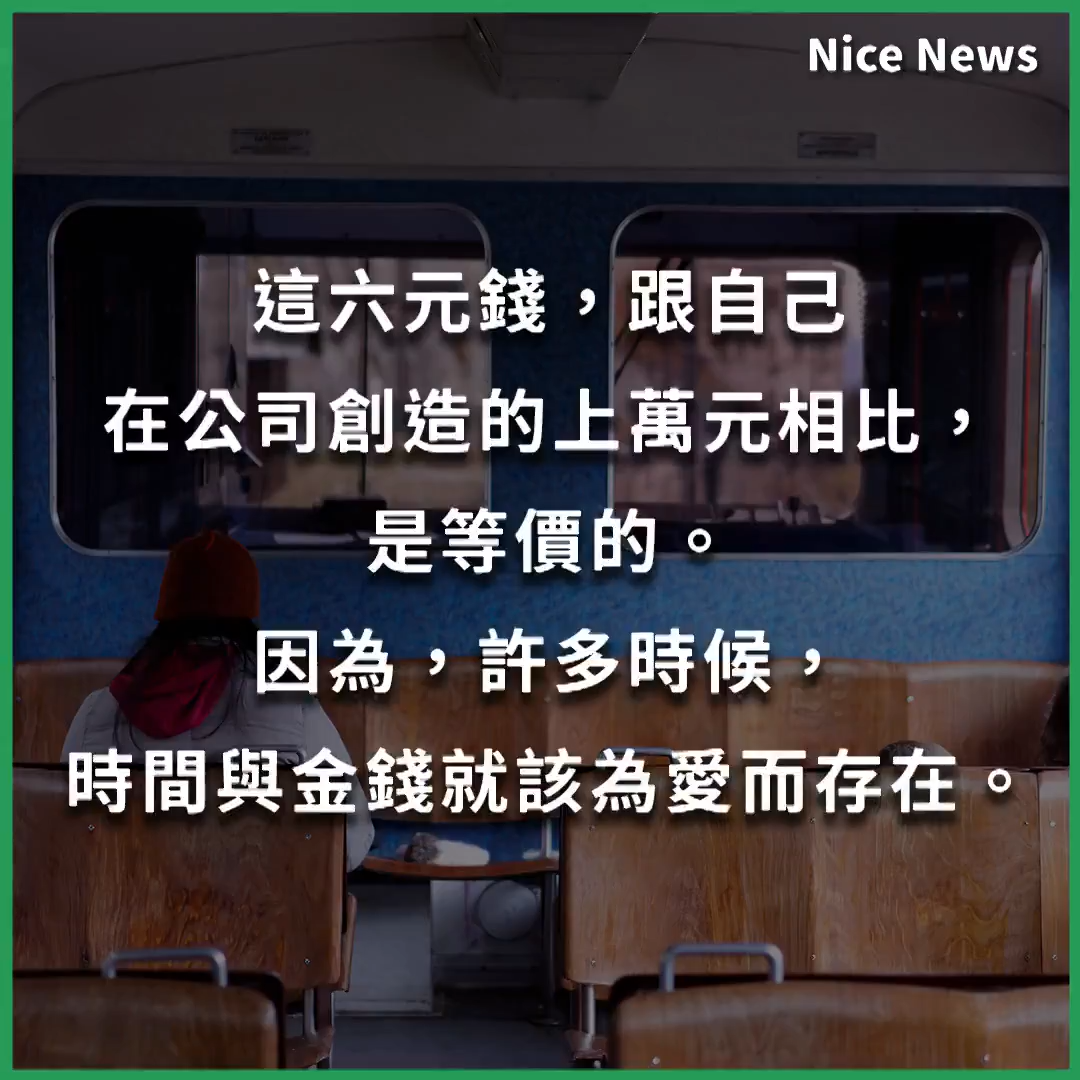 Nice News
這六元錢，跟自己
在公司創造的上萬元相比，
是等價的。
因為，許多時候，
時間與金錢就該為愛而存在。